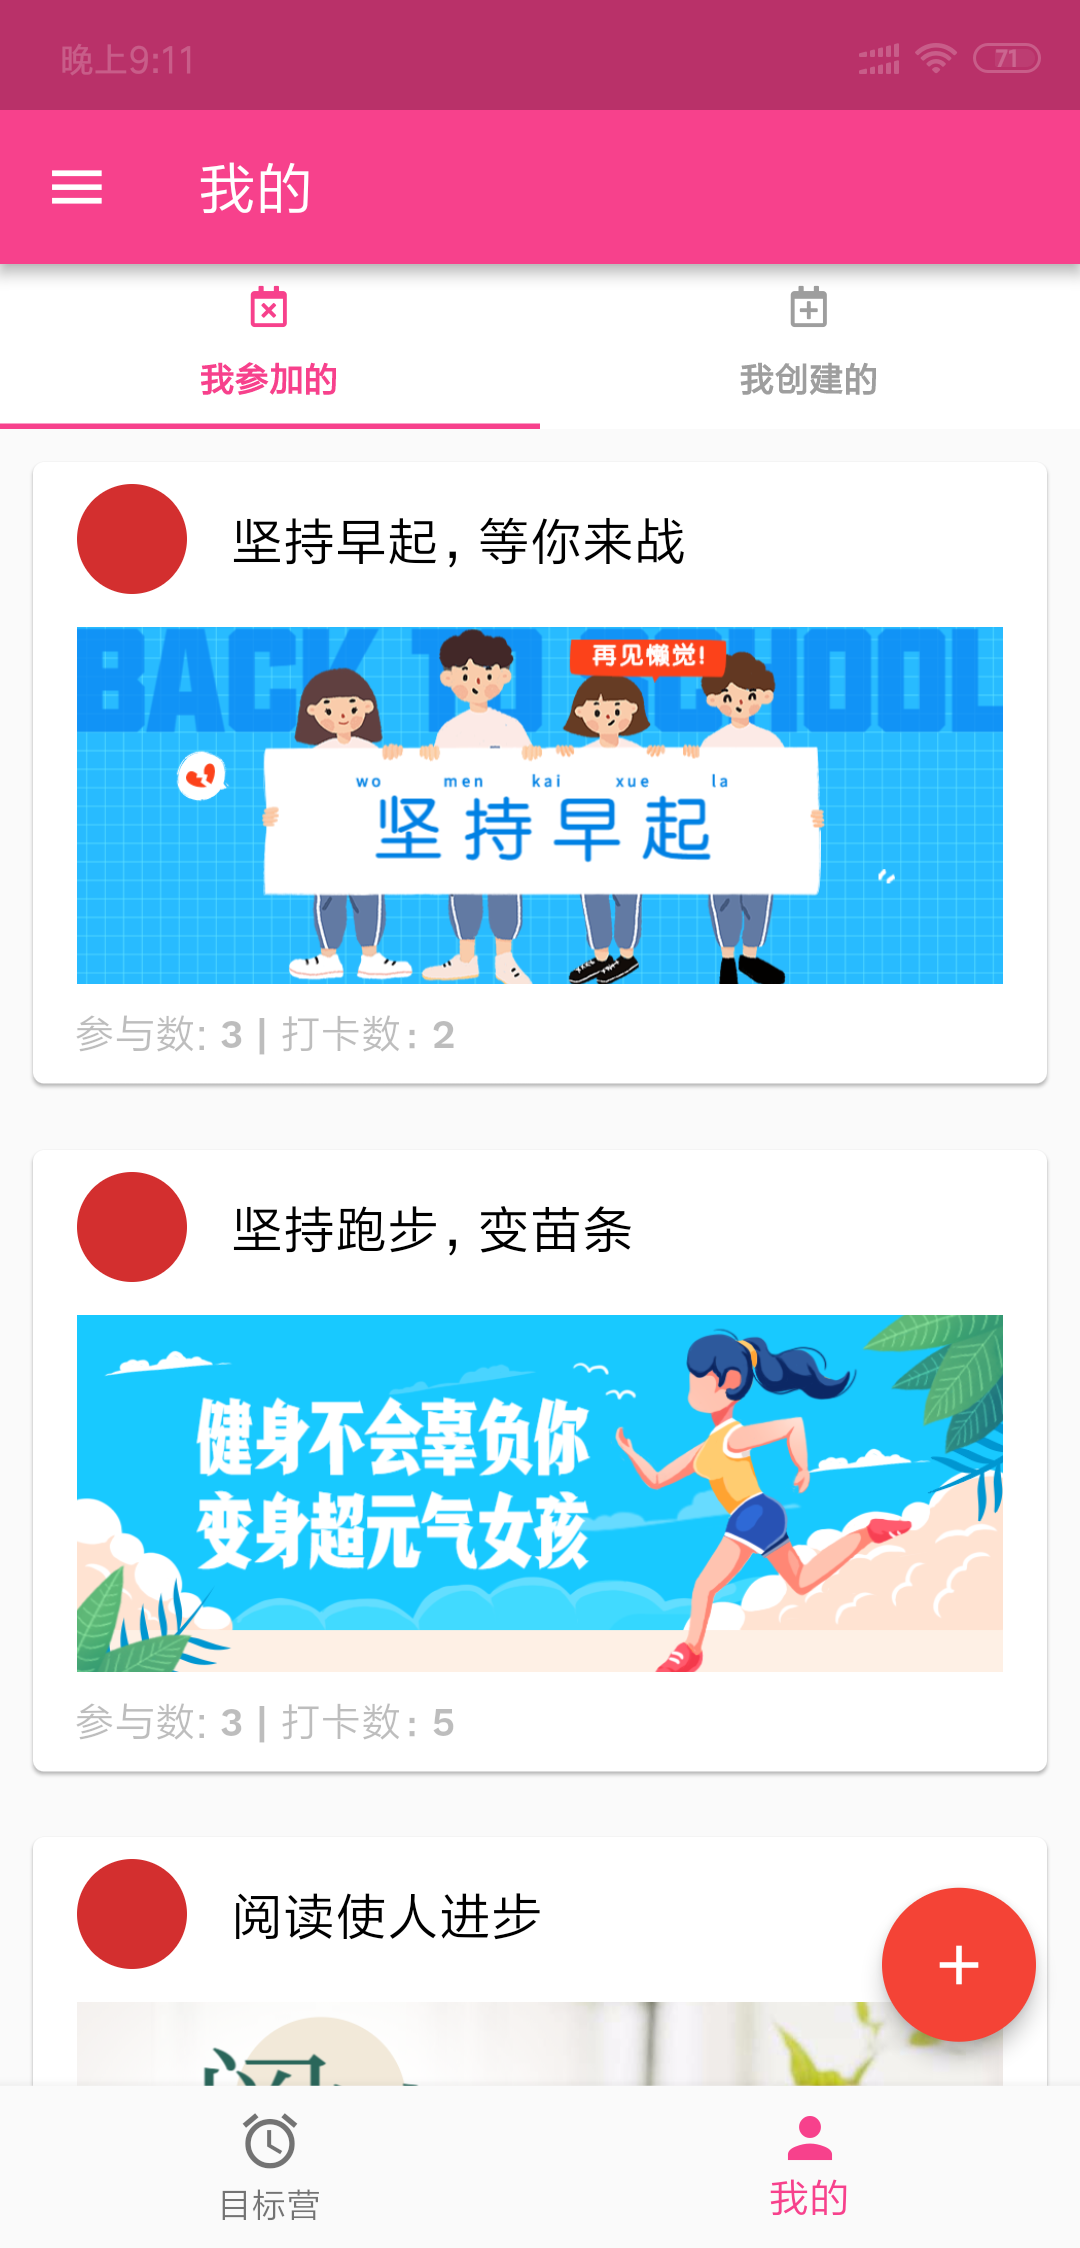 晚上9:11
71
我的
我参加的
我创建的
坚持早起, 等你来战
BACK TO SCHOOL
再见懒觉!
wo men kai xue la
坚持早起
参与数: 3 | 打卡数: 2
坚持跑步, 变苗条
健身不会辜负你
变身超元气女孩
参与数: 3 | 打卡数: 5
阅读使人进步
目标营
我的